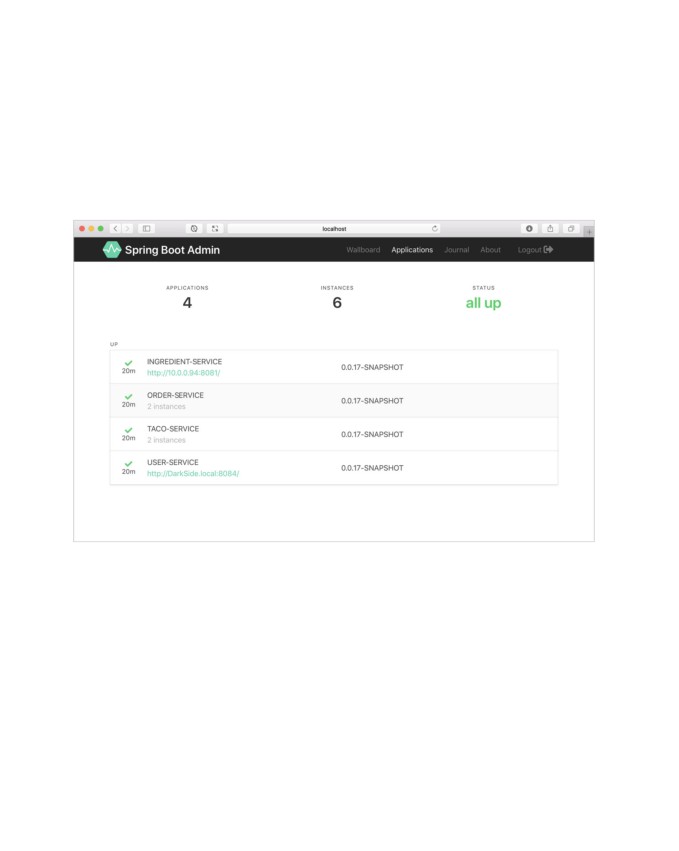 localhost
Spring Boot Admin
Wallboard Applications Journal About Logout
APPLICATIONS INSTANCES STATUS
4 6 all up
UP
INGREDIENT-SERVICE
20m http://10.0.0.94:8081/ 0.0.17-SNAPSHOT
ORDER-SERVICE
20m 2 instances 0.0.17-SNAPSHOT
TACO-SERVICE
20m 2 instances 0.0.17-SNAPSHOT
USER-SERVICE
20m http://DarkSide.local:8084/ 0.0.17-SNAPSHOT